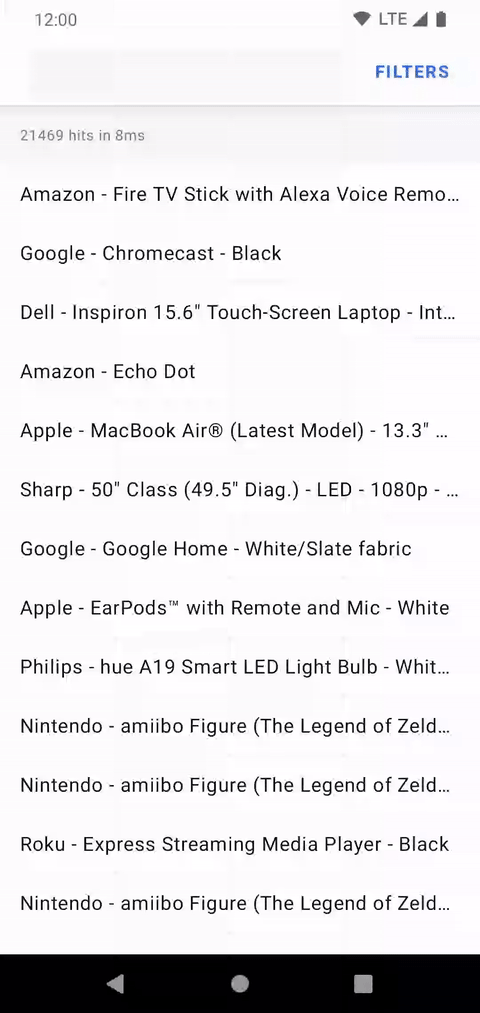 12:00 LTE
FILTERS
21469 hits in 8ms
Amazon - Fire TV Stick with Alexa Voice Remo...
Google - Chromecast - Black
Dell - Inspiron 15.6" Touch-Screen Laptop - Int...
Amazon - Echo Dot
Apple - MacBook Air® (Latest Model) - 13.3" ...
Sharp - 50" Class (49.5" Diag.) - LED - 1080p - ...
Google - Google Home - White/Slate fabric
Apple - EarPods™ with Remote and Mic - White
Philips - hue A19 Smart LED Light Bulb - Whit...
Nintendo - amiibo Figure (The Legend of Zeld...
Nintendo - amiibo Figure (The Legend of Zeld...
Roku - Express Streaming Media Player - Black
Nintendo - amiibo Figure (The Legend of Zeld...